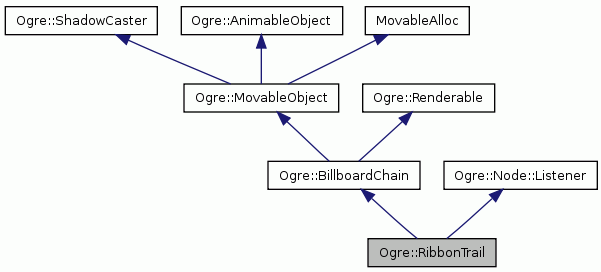 Ogre::ShadowCaster
Ogre::AnimableObject
MovableAlloc
Ogre::MovableObject
Ogre::Renderable
Ogre::BillboardChain
Ogre::Node::Listener
Ogre::RibbonTrail